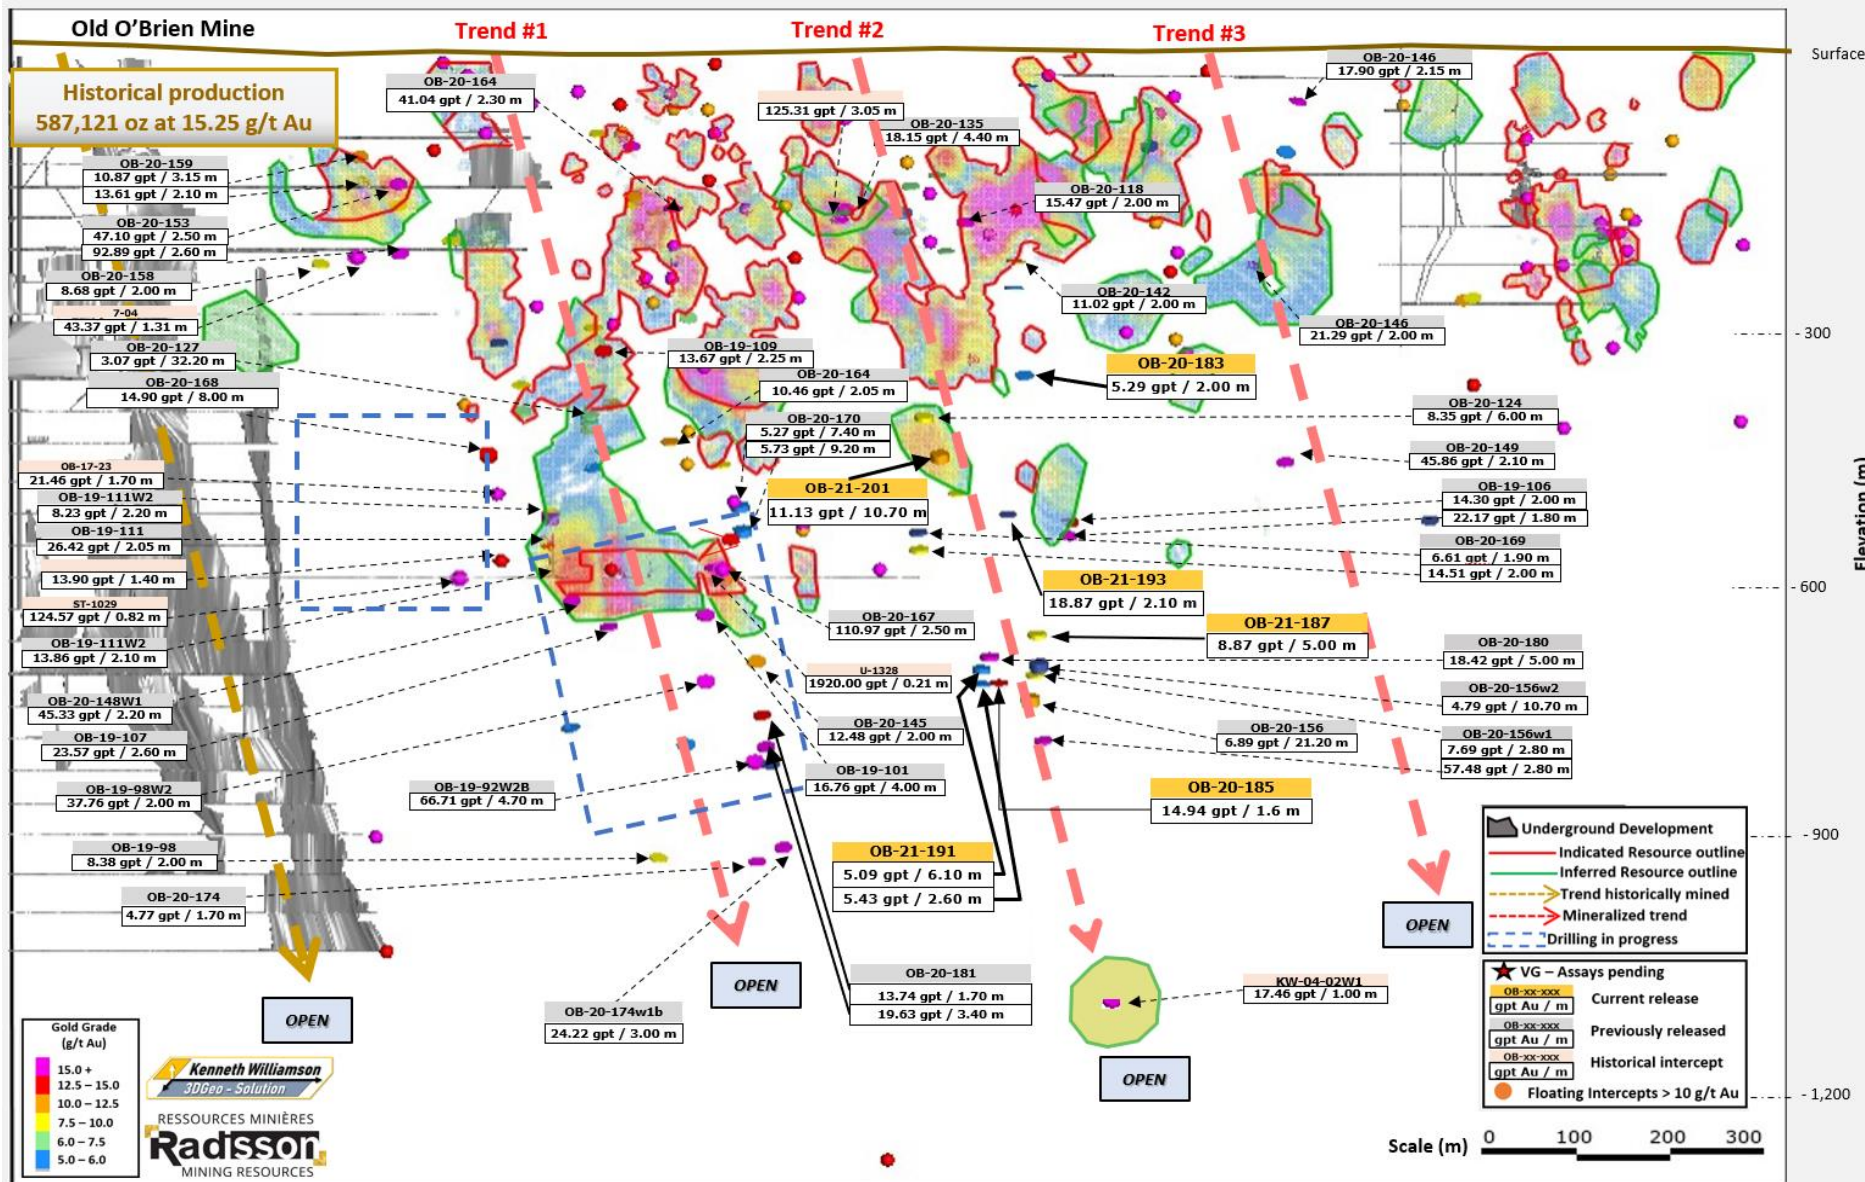 Old O'Brien Mine
Trend #1
Trend #2
Trend #3
Surface
Historical production
587,121 oz at 15.25 g/t Au
OB-20-164
41.04 gpt / 2.30 m
125.31 gpt / 3.05 m
OB-20-135
18.15 gpt / 4.40 m
OB-20-146
17.90 gpt / 2.15 m
OB-20-159
10.87 gpt / 3.15 m
13.61 gpt / 2.10 m
OB-20-153
47.10 gpt / 2.50 m
92.89 gpt / 2.60 m
OB-20-158
8.68 gpt / 2.00 m
7-04
43.37 gpt / 1.31 m
OB-20-127
3.07 gpt / 32.20 m
OB-20-168
14.90 gpt / 8.00 m
OB-20-118
15.47 gpt / 2.00 m
OB-20-142
11.02 gpt / 2.00 m
OB-20-146
21.29 gpt / 2.00 m
- 300
OB-19-109
13.67 gpt / 2.25 m
OB-20-164
10.46 gpt / 2.05 m
OB-20-170
5.27 gpt / 7.40 m
5.73 gpt / 9.20 m
OB-20-183
5.29 gpt / 2.00 m
OB-20-124
8.35 gpt / 6.00 m
OB-20-149
45.86 gpt / 2.10 m
OB-17-23
21.46 gpt / 1.70 m
OB-19-111W2
8.23 gpt / 2.20 m
OB-19-111
26.42 gpt / 2.05 m
13.90 gpt / 1.40 m
ST-1029
124.57 gpt / 0.82 m
OB-19-111W2
13.86 gpt / 2.10 m
OB-21-201
11.13 gpt / 10.70 m
OB-19-106
14.30 gpt / 2.00 m
22.17 gpt / 1.80 m
OB-20-169
6.61 gpt / 1.90 m
14.51 gpt / 2.00 m
Elevation (m)
- 600
OB-21-193
18.87 gpt / 2.10 m
OB-20-167
110.97 gpt / 2.50 m
OB-21-187
8.87 gpt / 5.00 m
OB-20-180
18.42 gpt / 5.00 m
U-1328
1920.00 gpt / 0.21 m
OB-20-156w2
4.79 gpt / 10.70 m
OB-20-148W1
45.33 gpt / 2.20 m
OB-19-107
23.57 gpt / 2.60 m
OB-20-145
12.48 gpt / 2.00 m
OB-20-156
6.89 gpt / 21.20 m
OB-20-156w1
7.69 gpt / 2.80 m
57.48 gpt / 2.80 m
OB-19-98W2
37.76 gpt / 2.00 m
OB-19-92W2B
66.71 gpt / 4.70 m
OB-19-101
16.76 gpt / 4.00 m
OB-20-185
14.94 gpt / 1.6 m
- 900
OB-19-98
8.38 gpt / 2.00 m
OB-20-174
4.77 gpt / 1.70 m
OB-21-191
5.09 gpt / 6.10 m
5.43 gpt / 2.60 m
Underground Development
Indicated Resource outline
Inferred Resource outline
Trend historically mined
Mineralized trend
Drilling in progress
OPEN
OPEN
OPEN
OPEN
OB-20-181
13.74 gpt / 1.70 m
19.63 gpt / 3.40 m
OB-20-174w1b
24.22 gpt / 3.00 m
KW-04-02W1
17.46 gpt / 1.00 m
VG – Assays pending
OB-xx-xxx
gpt Au / m
Current release
OB-xx-xxx
gpt Au / m
Previously released
OB-xx-xxx
gpt Au / m
Historical intercept
Floating Intercepts > 10 g/t Au
- 1,200
Gold Grade
(g/t Au)
15.0 +
12.5 – 15.0
10.0 – 12.5
7.5 – 10.0
6.0 – 7.5
5.0 – 6.0
Kenneth Williamson
3DGeo - Solution
RESSOURCES MINIÈRES
Radisson
MINING RESOURCES
Scale (m)
0 100 200 300